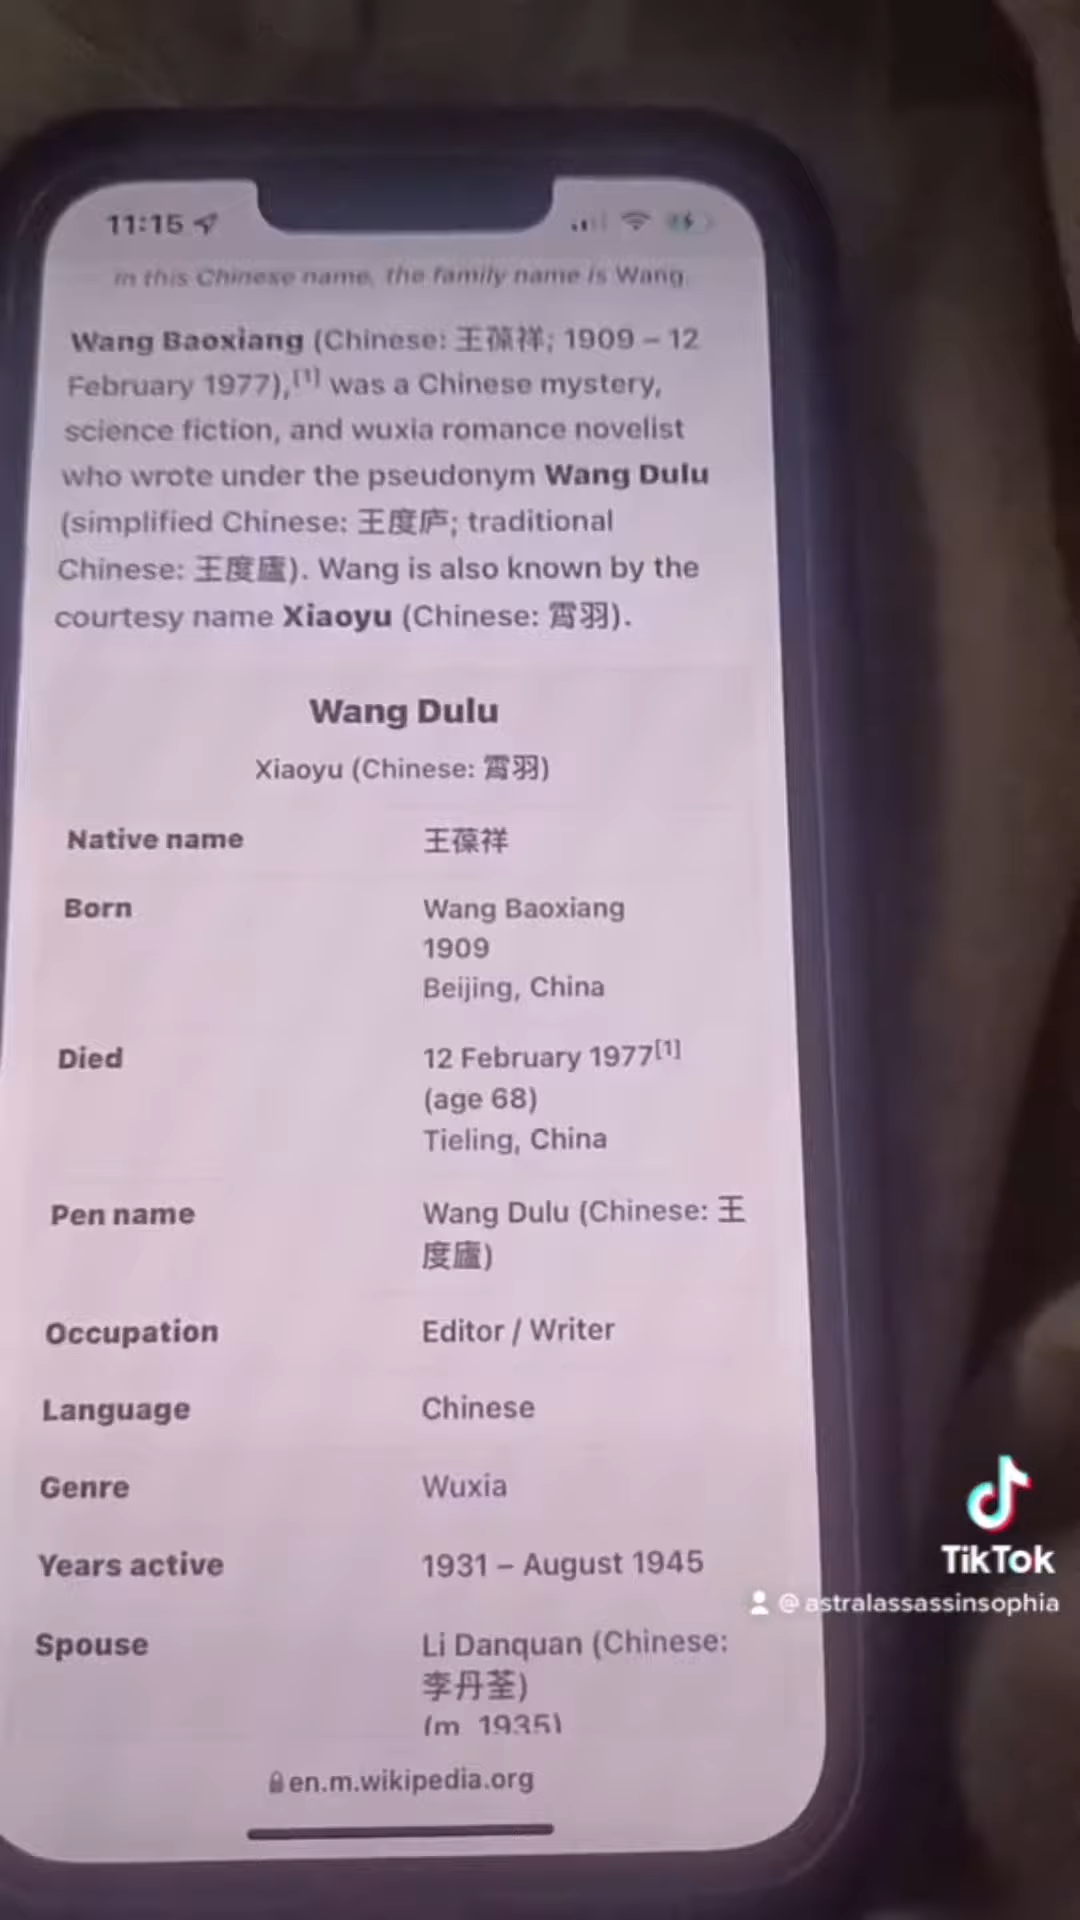 11:15
In this Chinese name, the family name is Wang.
Wang Baoxiang (Chinese: 王葆祥; 1909 – 12
February 1977),[1] was a Chinese mystery,
science fiction, and wuxia romance novelist
who wrote under the pseudonym Wang Dulu
(simplified Chinese: 王度庐; traditional
Chinese: 王度廬). Wang is also known by the
courtesy name Xiaoyu (Chinese: 霄羽).
Wang Dulu
Xiaoyu (Chinese: 霄羽)
Native name 王葆祥
Born Wang Baoxiang
1909
Beijing, China
Died 12 February 1977[1]
(age 68)
Tieling, China
Pen name Wang Dulu (Chinese: 王
度廬)
Occupation Editor / Writer
Language Chinese
Genre Wuxia
Years active 1931 – August 1945
Spouse Li Danquan (Chinese:
李丹荃)
(m. 1935)
en.m.wikipedia.org
TikTok
@astralassassinsophia